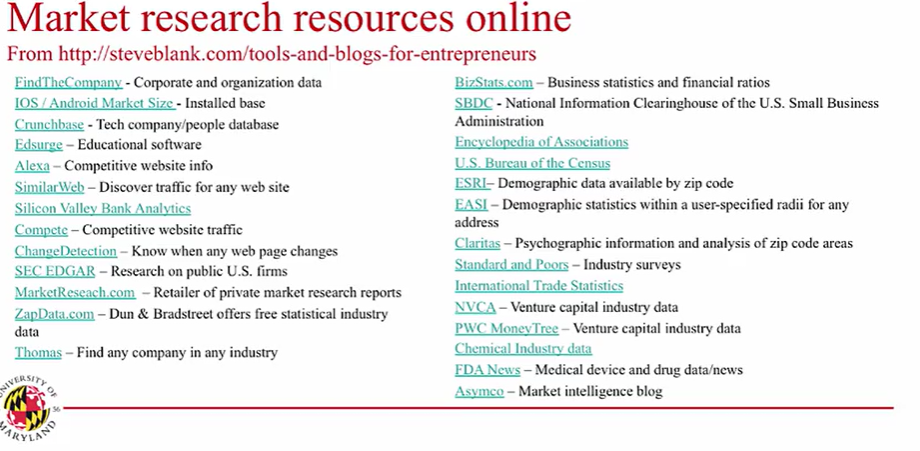 Market research resources online
From http://steveblank.com/tools-and-blogs-for-entrepreneurs
FindTheCompany - Corporate and organization data
IOS / Android Market Size - Installed base
Crunchbase - Tech company/people database
Edsurge – Educational software
Alexa – Competitive website info
SimilarWeb – Discover traffic for any web site
Silicon Valley Bank Analytics
Compete – Competitive website traffic
ChangeDetection – Know when any web page changes
SEC EDGAR – Research on public U.S. firms
MarketReseach.com – Retailer of private market research reports
ZapData.com – Dun & Bradstreet offers free statistical industry
data
Thomas – Find any company in any industry
BizStats.com – Business statistics and financial ratios
SBDC - National Information Clearinghouse of the U.S. Small Business
Administration
Encyclopedia of Associations
U.S. Bureau of the Census
ESRI– Demographic data available by zip code
EASI – Demographic statistics within a user-specified radii for any
address
Claritas – Psychographic information and analysis of zip code areas
Standard and Poors – Industry surveys
International Trade Statistics
NVCA – Venture capital industry data
PWC MoneyTree – Venture capital industry data
Chemical Industry data
FDA News – Medical device and drug data/news
Asymco – Market intelligence blog
UNIVERSITY OF
MARYLAND
56